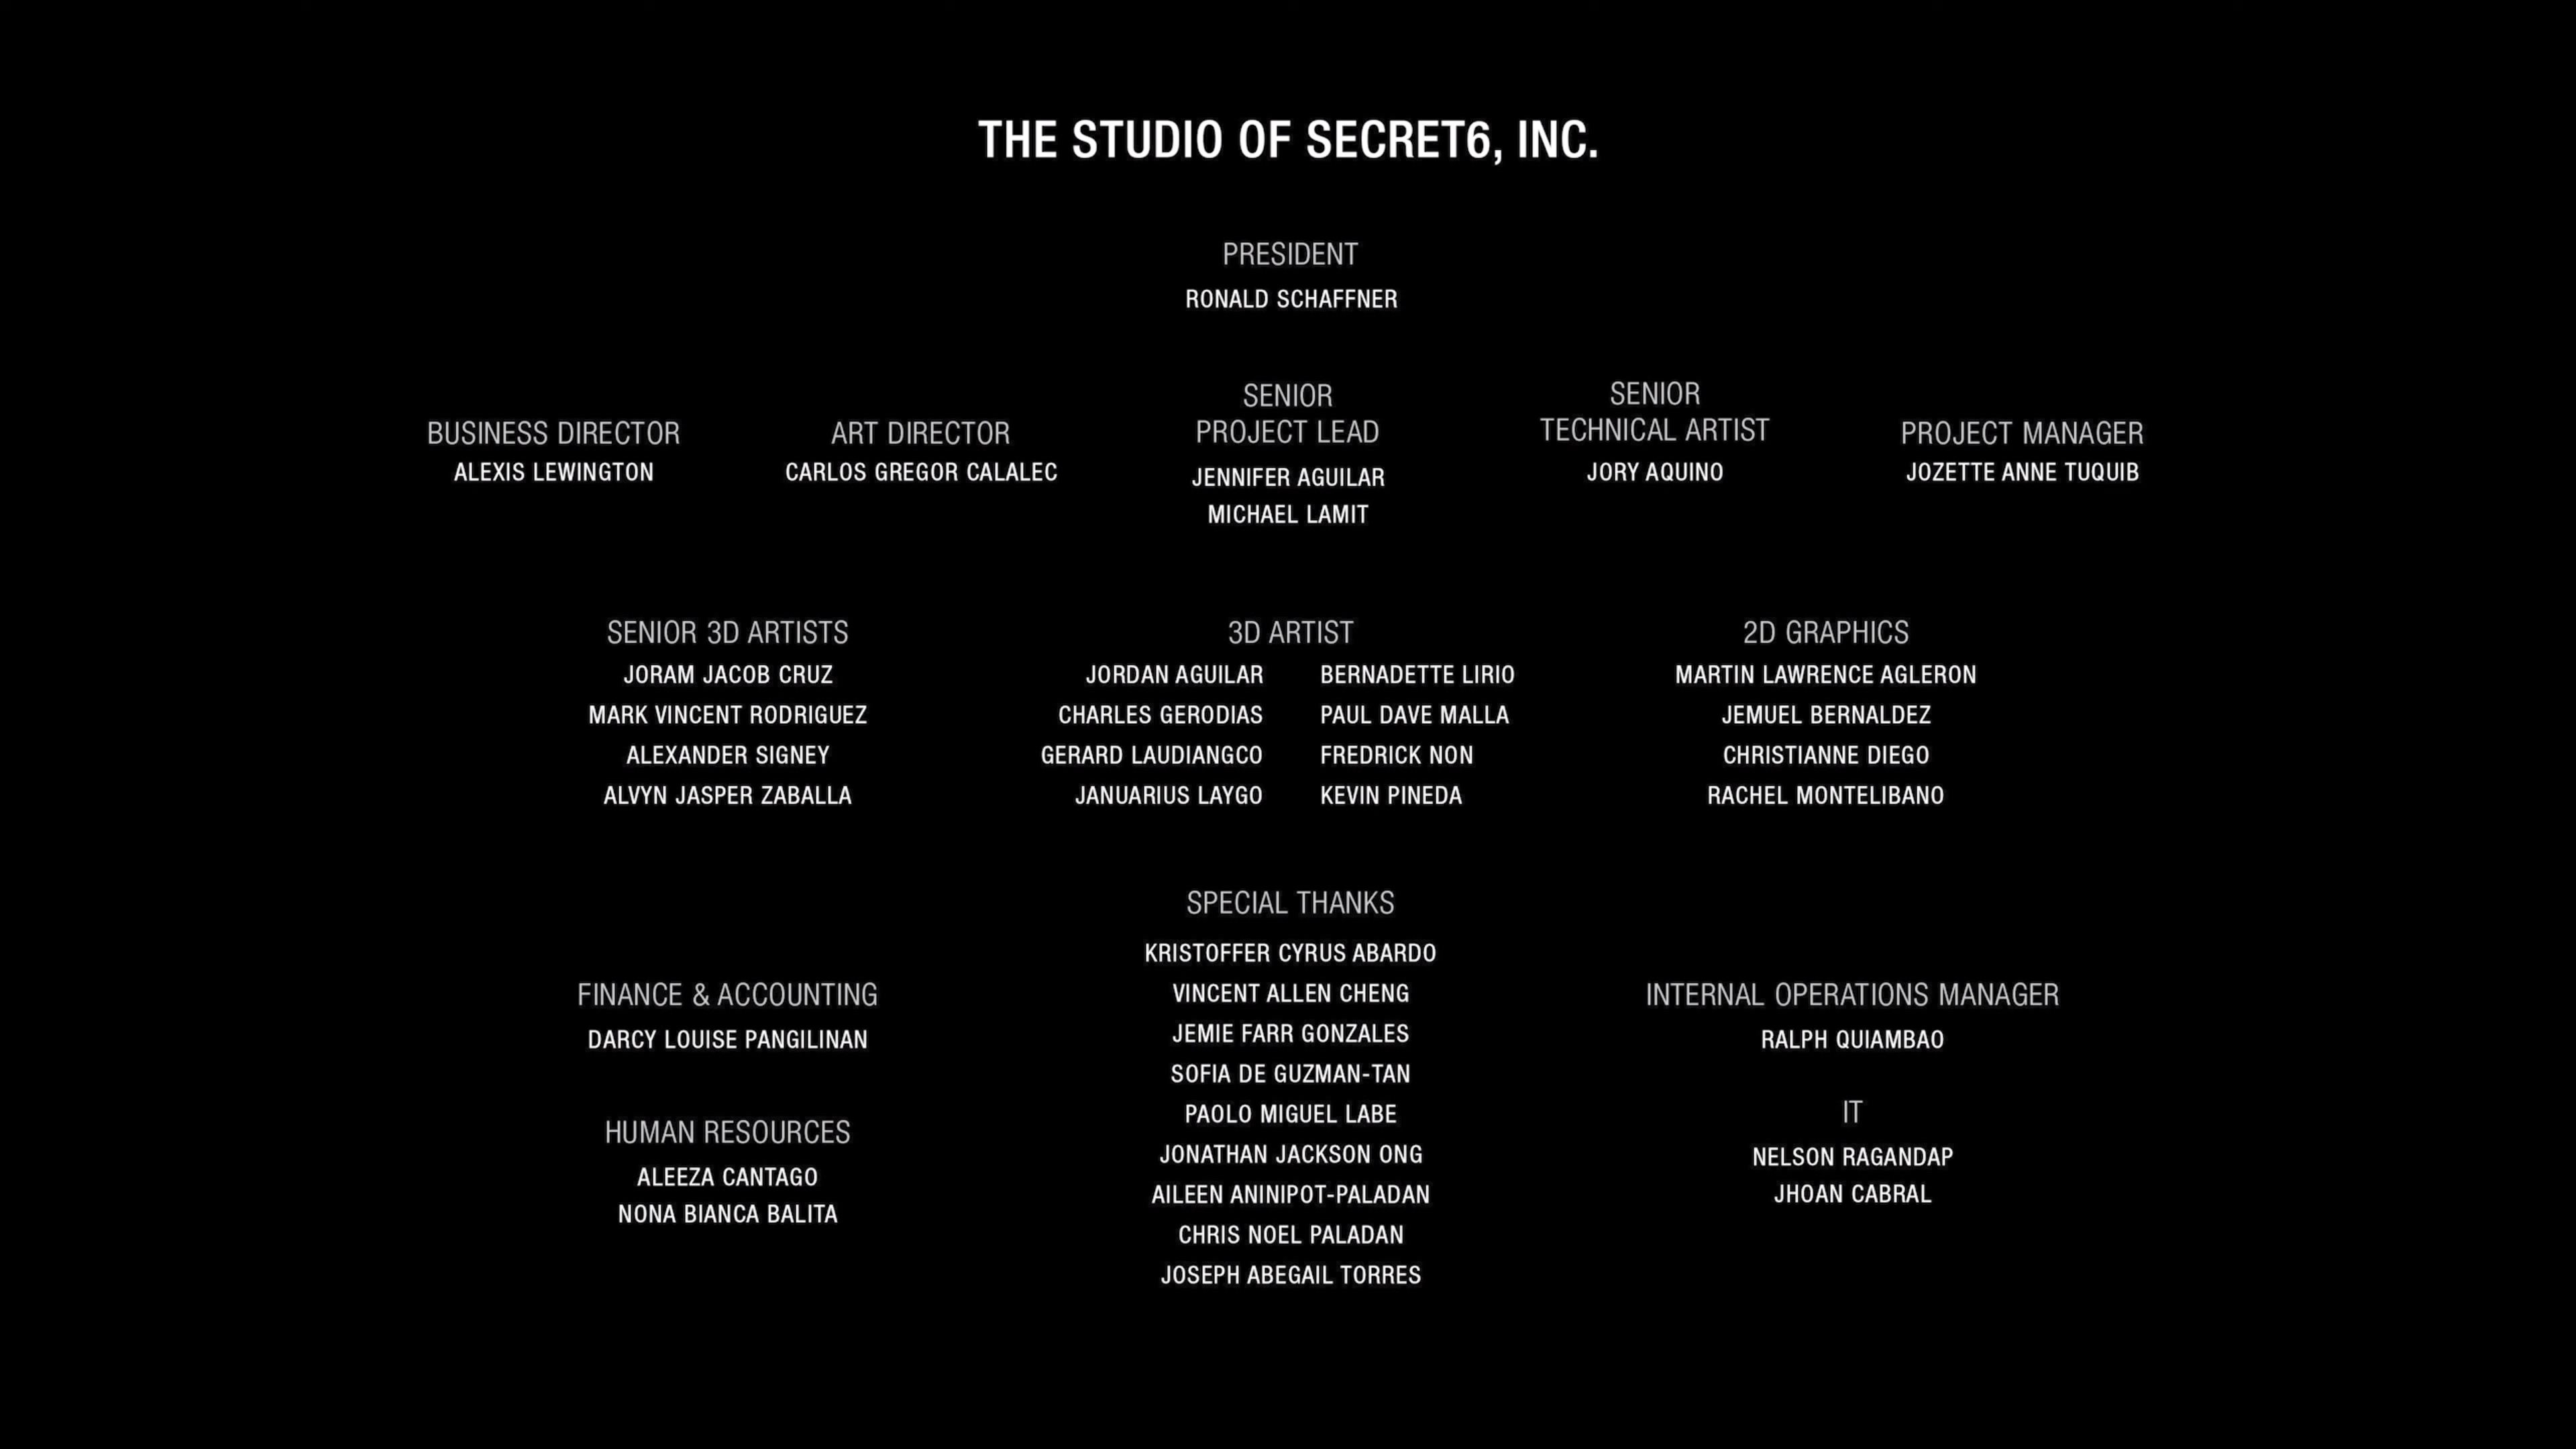 THE STUDIO OF SECRET6, INC.
PRESIDENT
RONALD SCHAFFNER
BUSINESS DIRECTOR
ALEXIS LEWINGTON
ART DIRECTOR
CARLOS GREGOR CALALEC
SENIOR
PROJECT LEAD
JENNIFER AGUILAR
MICHAEL LAMIT
SENIOR
TECHNICAL ARTIST
JORY AQUINO
PROJECT MANAGER
JOZETTE ANNE TUQUIB
SENIOR 3D ARTISTS
JORAM JACOB CRUZ
MARK VINCENT RODRIGUEZ
ALEXANDER SIGNEY
ALVYN JASPER ZABALLA
3D ARTIST
JORDAN AGUILAR
CHARLES GERODIAS
GERARD LAUDIANGCO
JANUARIUS LAYGO
BERNADETTE LIRIO
PAUL DAVE MALLA
FREDRICK NON
KEVIN PINEDA
2D GRAPHICS
MARTIN LAWRENCE AGLERON
JEMUEL BERNALDEZ
CHRISTIANNE DIEGO
RACHEL MONTELIBANO
FINANCE & ACCOUNTING
DARCY LOUISE PANGILINAN
HUMAN RESOURCES
ALEEZA CANTAGO
NONA BIANCA BALITA
SPECIAL THANKS
KRISTOFFER CYRUS ABARDO
VINCENT ALLEN CHENG
JEMIE FARR GONZALES
SOFIA DE GUZMAN-TAN
PAOLO MIGUEL LABE
JONATHAN JACKSON ONG
AILEEN ANINIPOT-PALADAN
CHRIS NOEL PALADAN
JOSEPH ABEGAIL TORRES
INTERNAL OPERATIONS MANAGER
RALPH QUIAMBAO
IT
NELSON RAGANDAP
JHOAN CABRAL